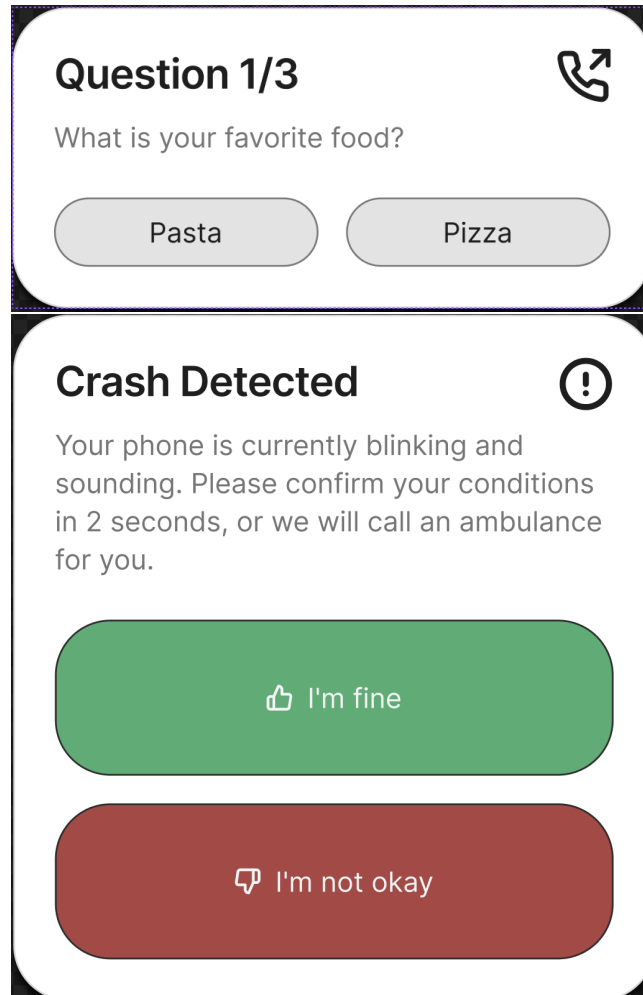 Question 1/3
What is your favorite food?
Pasta
Pizza
Crash Detected
Your phone is currently blinking and
sounding. Please confirm your conditions
in 2 seconds, or we will call an ambulance
for you.
I'm fine
I'm not okay